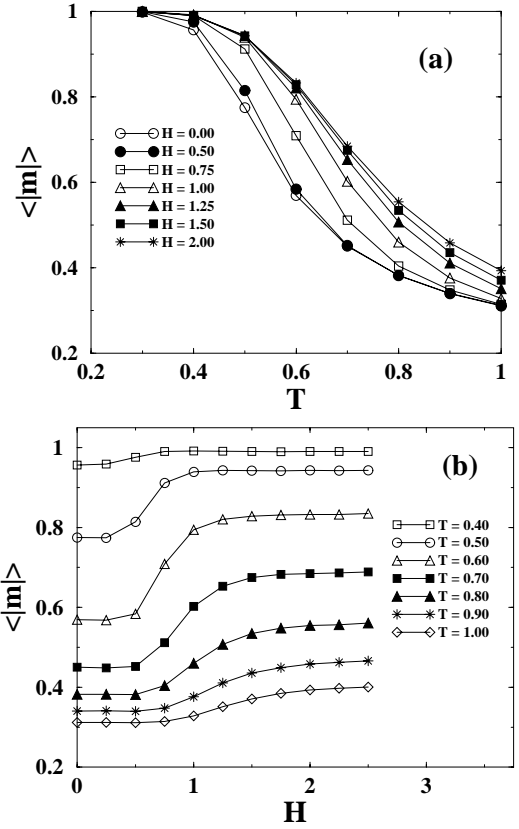 1
0.8
0.6
0.4
0.2
<|m|>
(a)
H = 0.00
H = 0.50
H = 0.75
H = 1.00
H = 1.25
H = 1.50
H = 2.00
0.2 0.4 0.6 0.8 1
T
1
0.8
0.6
0.4
0.2
<|m|>
(b)
T = 0.40
T = 0.50
T = 0.60
T = 0.70
T = 0.80
T = 0.90
T = 1.00
0 1 2 3
H